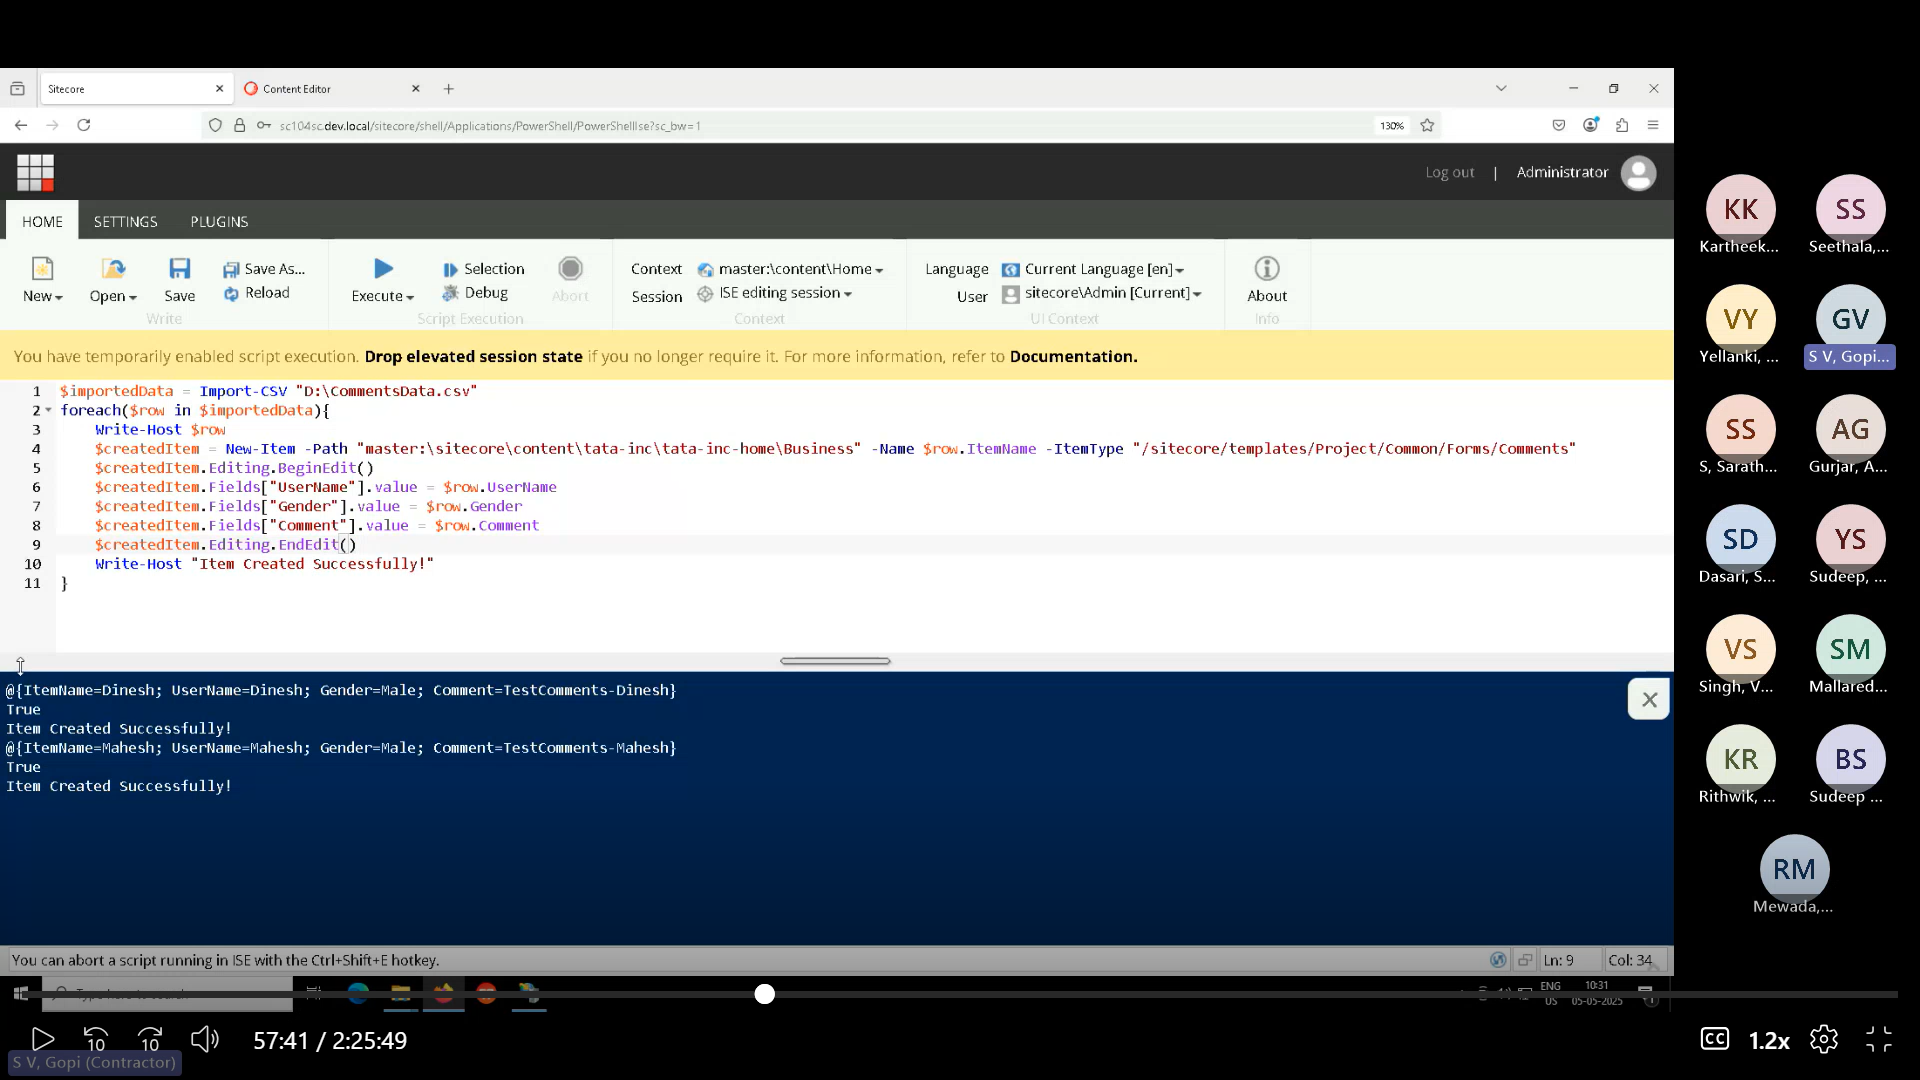 Sitecore
Content Editor
sc104sc.dev.local/sitecore/shell/Applications/PowerShell/PowerShellIse?sc_bw=1
130%
Log out | Administrator
HOME SETTINGS PLUGINS
New Open Save Save As... Reload
Write
Execute Selection Debug Abort
Script Execution
Context master:\content\Home
Session ISE editing session
Context
Language Current Language [en]
User sitecore\Admin [Current]
UI Context
About
Info
You have temporarily enabled script execution. Drop elevated session state if you no longer require it. For more information, refer to Documentation.
1 $importedData = Import-CSV "D:\CommentsData.csv"
2 foreach($row in $importedData){
3 Write-Host $row
4 $createdItem = New-Item -Path "master:\sitecore\content\tata-inc\tata-inc-home\Business" -Name $row.ItemName -ItemType "/sitecore/templates/Project/Common/Forms/Comments"
5 $createdItem.Editing.BeginEdit()
6 $createdItem.Fields["UserName"].value = $row.UserName
7 $createdItem.Fields["Gender"].value = $row.Gender
8 $createdItem.Fields["Comment"].value = $row.Comment
9 $createdItem.Editing.EndEdit()
10 Write-Host "Item Created Successfully!"
11 }
@{ItemName=Dinesh; UserName=Dinesh; Gender=Male; Comment=TestComments-Dinesh}
True
Item Created Successfully!
@{ItemName=Mahesh; UserName=Mahesh; Gender=Male; Comment=TestComments-Mahesh}
True
Item Created Successfully!
You can abort a script running in ISE with the Ctrl+Shift+E hotkey.
Ln: 9 Col: 34
Type here to search
ENG
US
10:31
05-05-2025
10 10 57:41 / 2:25:49
CC 1.2x
S V, Gopi (Contractor)
KK SS
Kartheek... Seethala,...
VY GV
Yellanki, ... S V, Gopi...
SS AG
S, Sarath... Gurjar, A...
SD YS
Dasari, S... Sudeep, ...
VS SM
Singh, V... Mallared...
KR BS
Rithwik, ... Sudeep ...
RM
Mewada,...